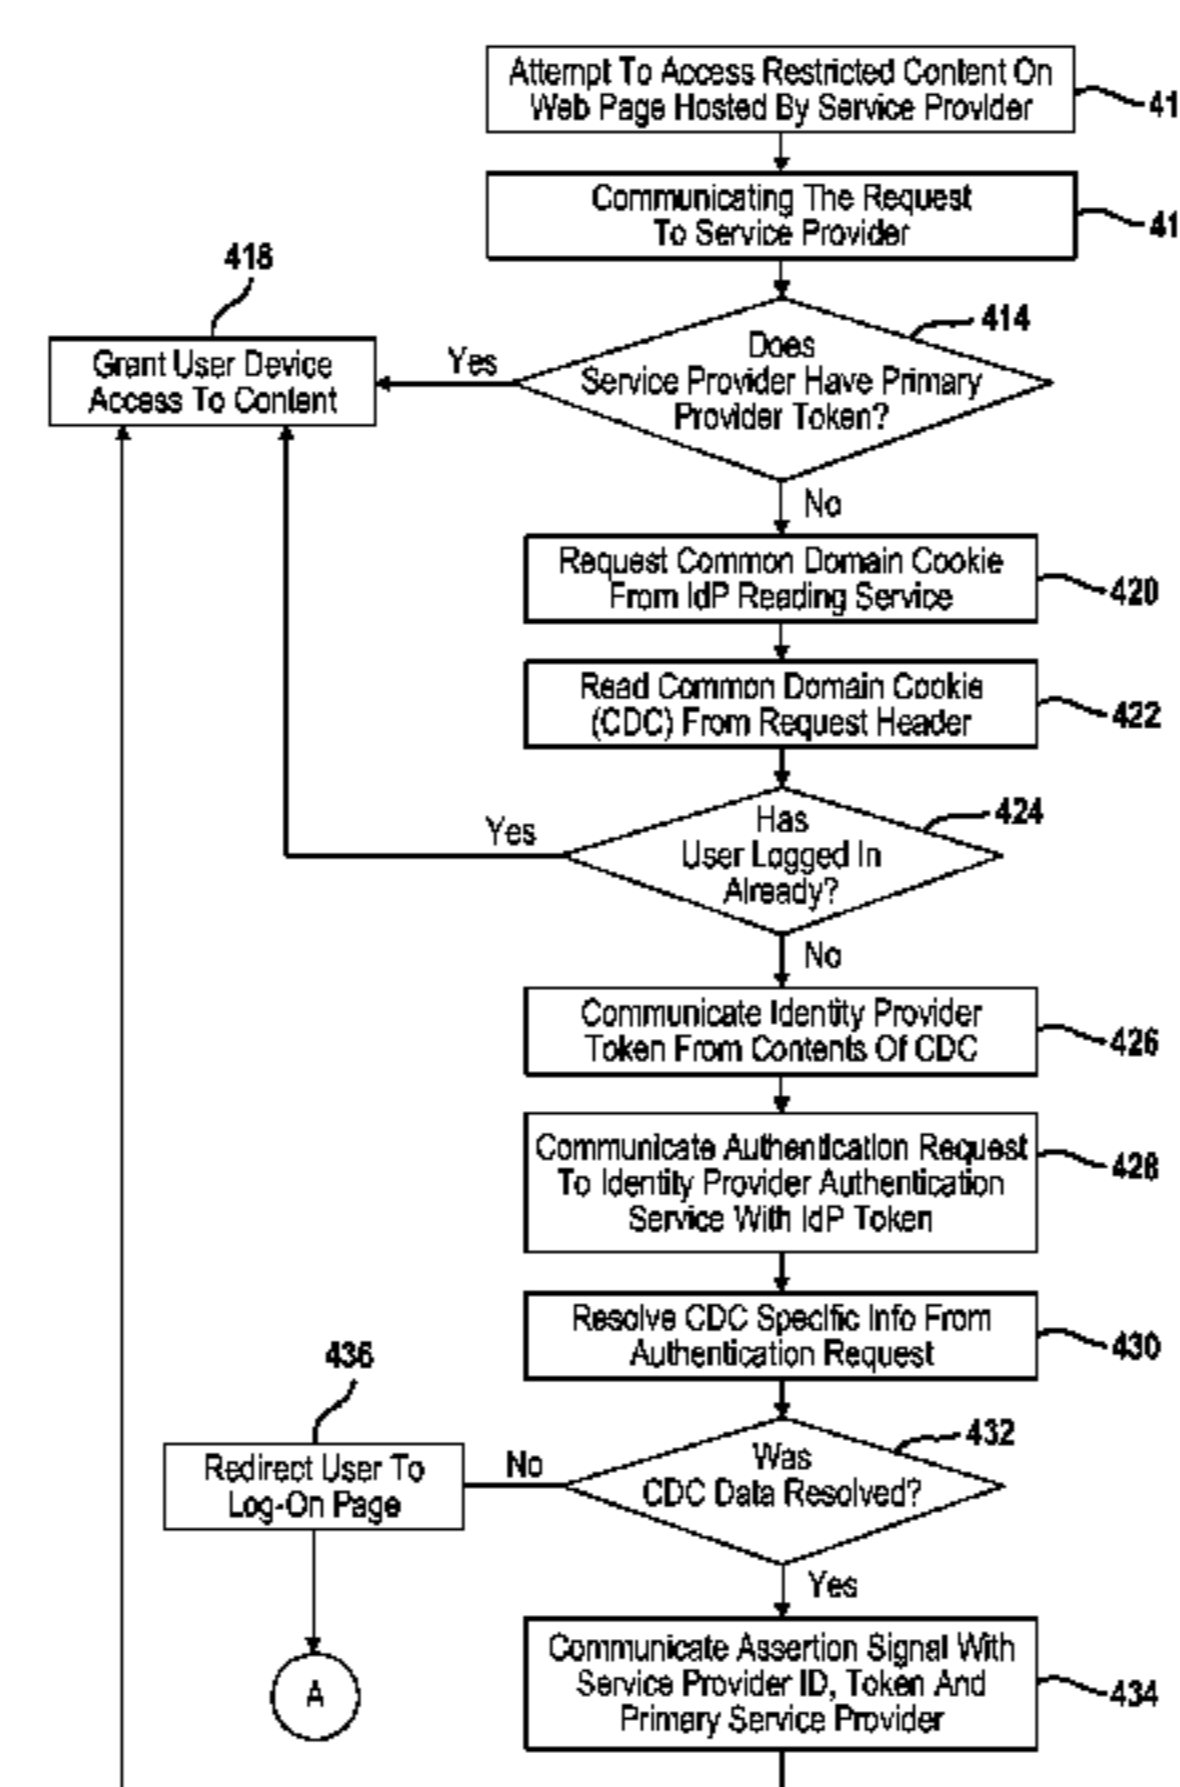 Attempt To Access Restricted Content On
Web Page Hosted By Service Provider
41
Communicating The Request
To Service Provider
41
418
Grant User Device
Access To Content
Yes
414
Does
Service Provider Have Primary
Provider Token?
No
Request Common Domain Cookie
From IdP Reading Service
420
Read Common Domain Cookie
(CDC) From Request Header
422
Yes
424
Has
User Logged In
Already?
No
Communicate Identity Provider
Token From Contents Of CDC
426
Communicate Authentication Request
To Identity Provider Authentication
Service With IdP Token
428
Resolve CDC Specific Info From
Authentication Request
430
436
Redirect User To
Log-On Page
No
432
Was
CDC Data Resolved?
Yes
A
Communicate Assertion Signal With
Service Provider ID, Token And
Primary Service Provider
434